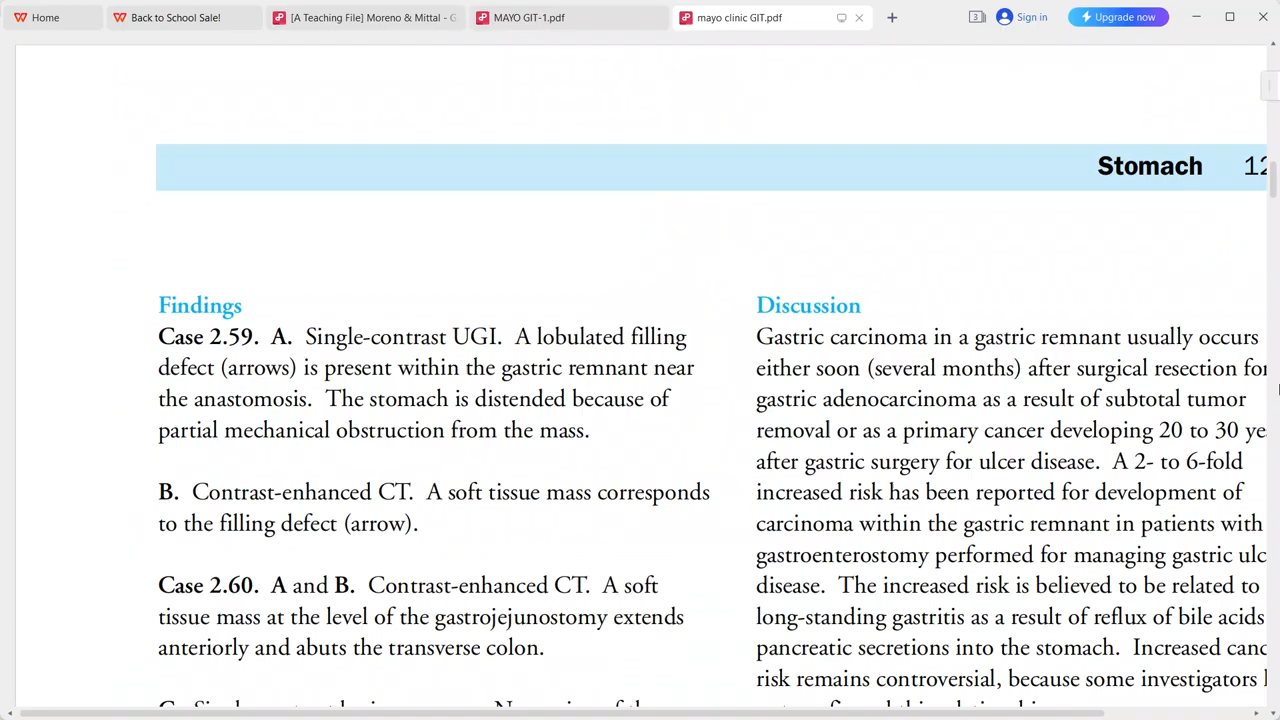 Home
Back to School Sale!
[A Teaching File] Moreno & Mittal - G
MAYO GIT-1.pdf
mayo clinic GIT.pdf
3
Sign in
Upgrade now
Stomach
Findings
Case 2.59. A. Single-contrast UGI. A lobulated filling
defect (arrows) is present within the gastric remnant near
the anastomosis. The stomach is distended because of
partial mechanical obstruction from the mass.
B. Contrast-enhanced CT. A soft tissue mass corresponds
to the filling defect (arrow).
Case 2.60. A and B. Contrast-enhanced CT. A soft
tissue mass at the level of the gastrojejunostomy extends
anteriorly and abuts the transverse colon.
Discussion
Gastric carcinoma in a gastric remnant usually occurs
either soon (several months) after surgical resection for
gastric adenocarcinoma as a result of subtotal tumor
removal or as a primary cancer developing 20 to 30 ye
after gastric surgery for ulcer disease. A 2- to 6-fold
increased risk has been reported for development of
carcinoma within the gastric remnant in patients with
gastroenterostomy performed for managing gastric ulc
disease. The increased risk is believed to be related to
long-standing gastritis as a result of reflux of bile acids
pancreatic secretions into the stomach. Increased canc
risk remains controversial, because some investigators